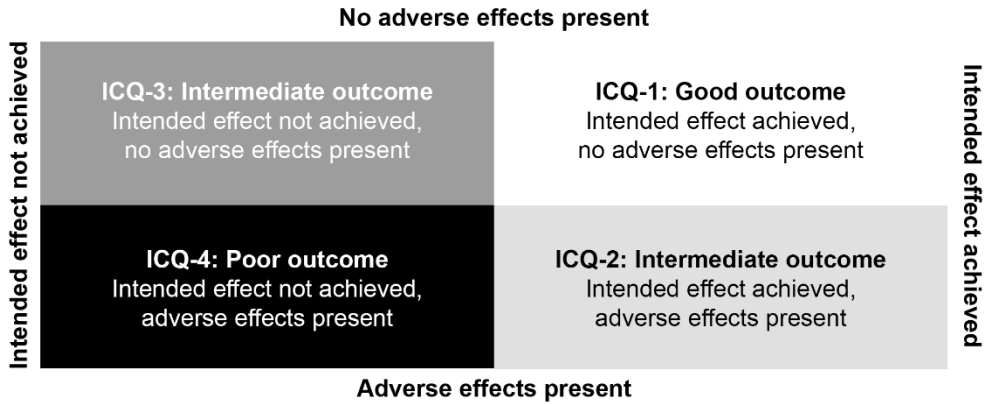 No adverse effects present
Intended effect not achieved
ICQ-3: Intermediate outcome
Intended effect not achieved,
no adverse effects present
ICQ-1: Good outcome
Intended effect achieved,
no adverse effects present
Intended effect achieved
ICQ-4: Poor outcome
Intended effect not achieved,
adverse effects present
ICQ-2: Intermediate outcome
Intended effect achieved,
adverse effects present
Adverse effects present